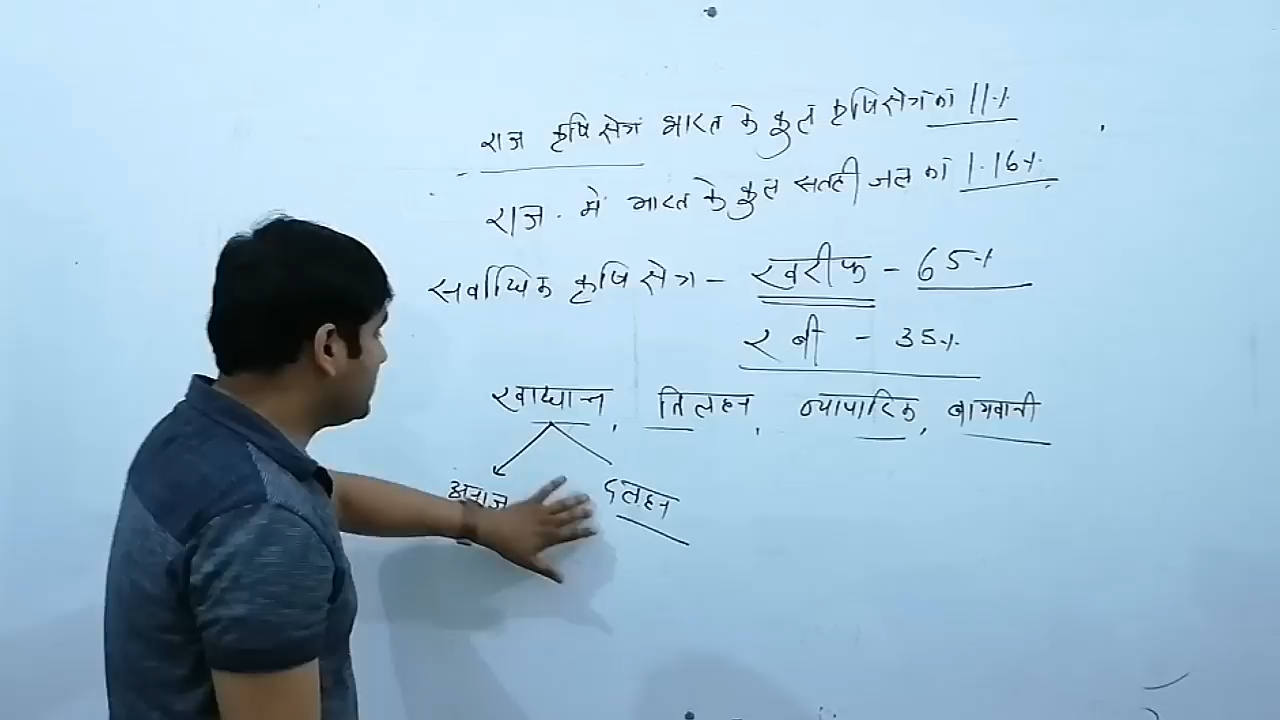 राज कृषि क्षेत्र भारत के कुल कृषि क्षेत्र का 11%
राज. में भारत के कुल सतही जल का 1.16%
सर्वाधिक कृषि क्षेत्र - खरीफ - 65%
रबी - 35%
खाद्यान्न, तिलहन, व्यापारिक, बागवानी
अनाज दलहन